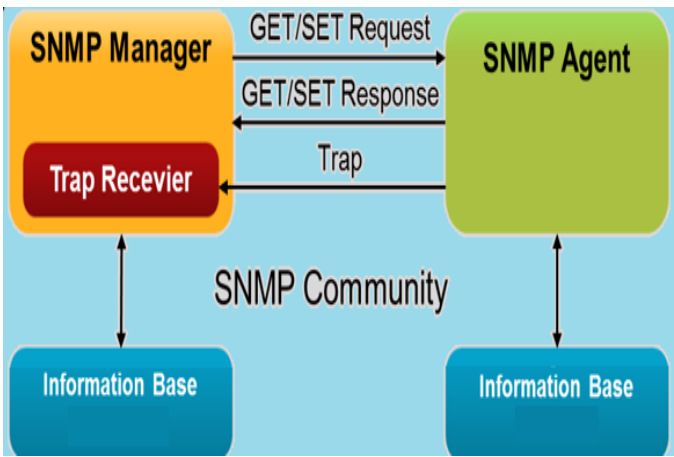 SNMP Manager
GET/SET Request
SNMP Agent
GET/SET Response
Trap
Trap Recevier
SNMP Community
Information Base
Information Base